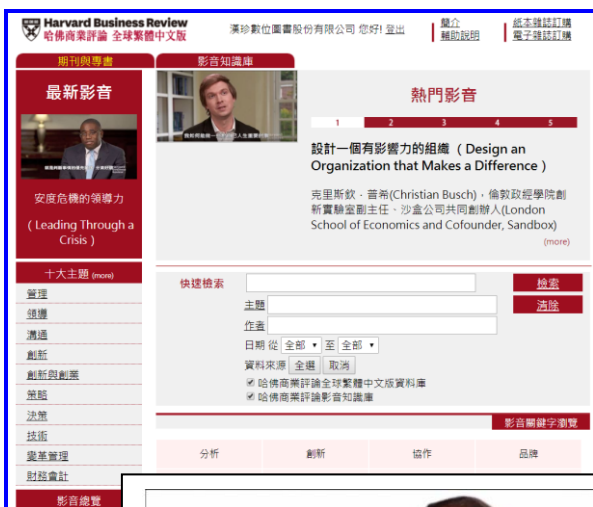 Harvard Business Review
哈佛商業評論 全球繁體中文版
漢珍數位圖書股份有限公司 您好! 登出
簡介
輔助說明
紙本雜誌訂購
電子雜誌訂購
期刊與專書
影音知識庫
最新影音
安度危機的領導力
( Leading Through a
Crisis )
熱門影音
1 2 3 4 5
設計一個有影響力的組織 ( Design an
Organization that Makes a Difference )
克里斯欽．普希(Christian Busch)，倫敦政經學院創
新實驗室副主任、沙盒公司共同創辦人(London
School of Economics and Cofounder, Sandbox)
(more)
十大主題 (more)
管理
領導
溝通
創新
創新與創業
策略
決策
技術
變革管理
財務會計
影音總覽
快速檢索
檢索
主題
清除
作者
日期 從 全部 至 全部
資料來源 全選 取消
哈佛商業評論全球繁體中文版資料庫
哈佛商業評論影音知識庫
影音關鍵字瀏覽
分析 創新 協作 品牌